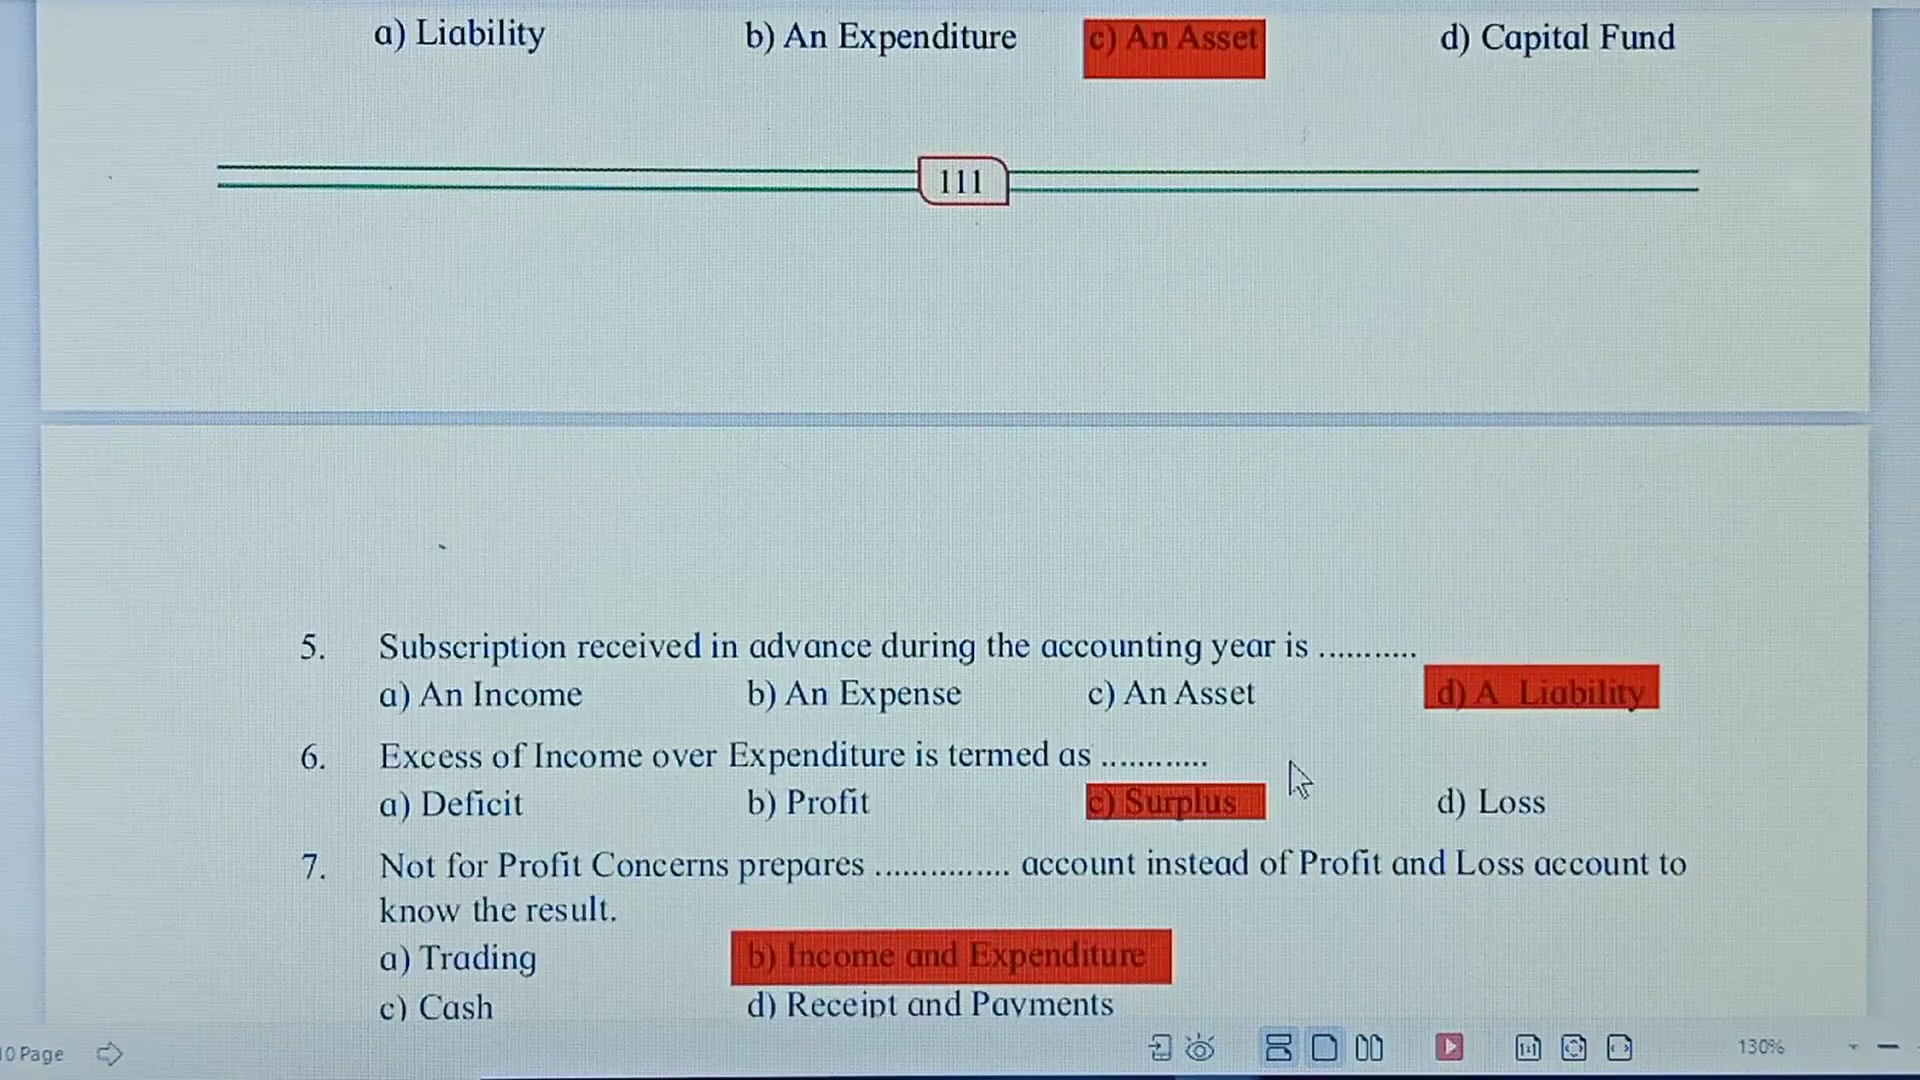 a) Liability b) An Expenditure c) An Asset d) Capital Fund
111
5. Subscription received in advance during the accounting year is ...........
a) An Income b) An Expense c) An Asset d) A Liability
6. Excess of Income over Expenditure is termed as ............
a) Deficit b) Profit c) Surplus d) Loss
7. Not for Profit Concerns prepares ............... account instead of Profit and Loss account to
know the result.
a) Trading b) Income and Expenditure
c) Cash d) Receipt and Payments
0 Page 130%